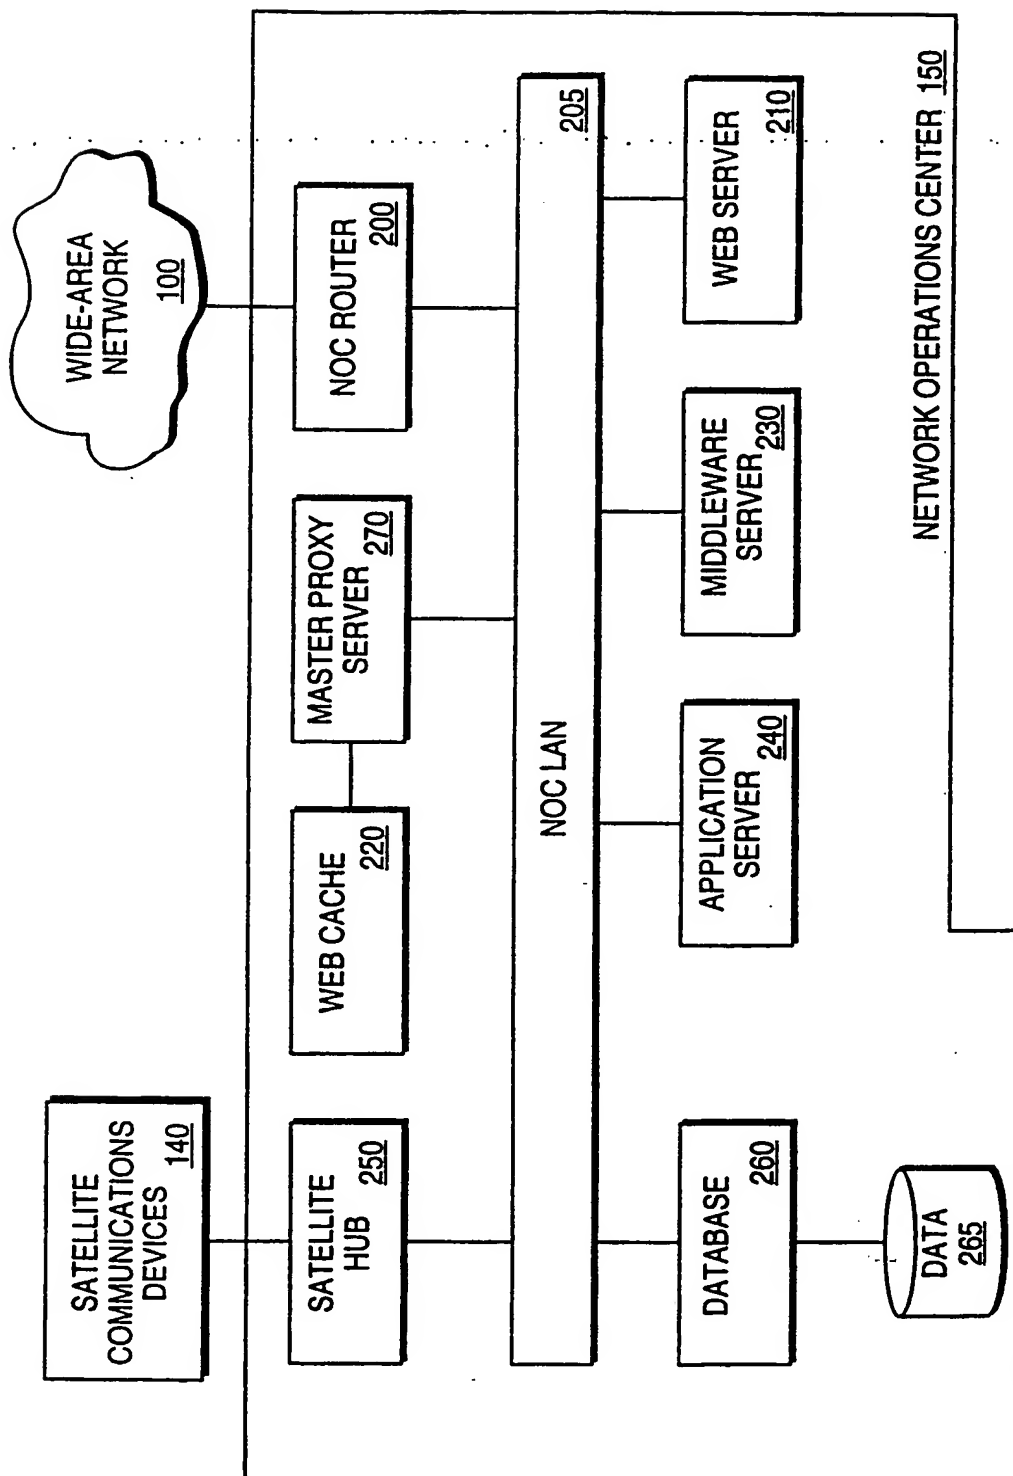 SATELLITE
COMMUNICATIONS
DEVICES
140
WIDE-AREA
NETWORK
100
SATELLITE
HUB
250
WEB CACHE
220
MASTER PROXY
SERVER
270
NOC ROUTER
200
NOC LAN
205
DATABASE
260
APPLICATION
SERVER
240
MIDDLEWARE
SERVER
230
WEB SERVER
210
DATA
265
NETWORK OPERATIONS CENTER 150